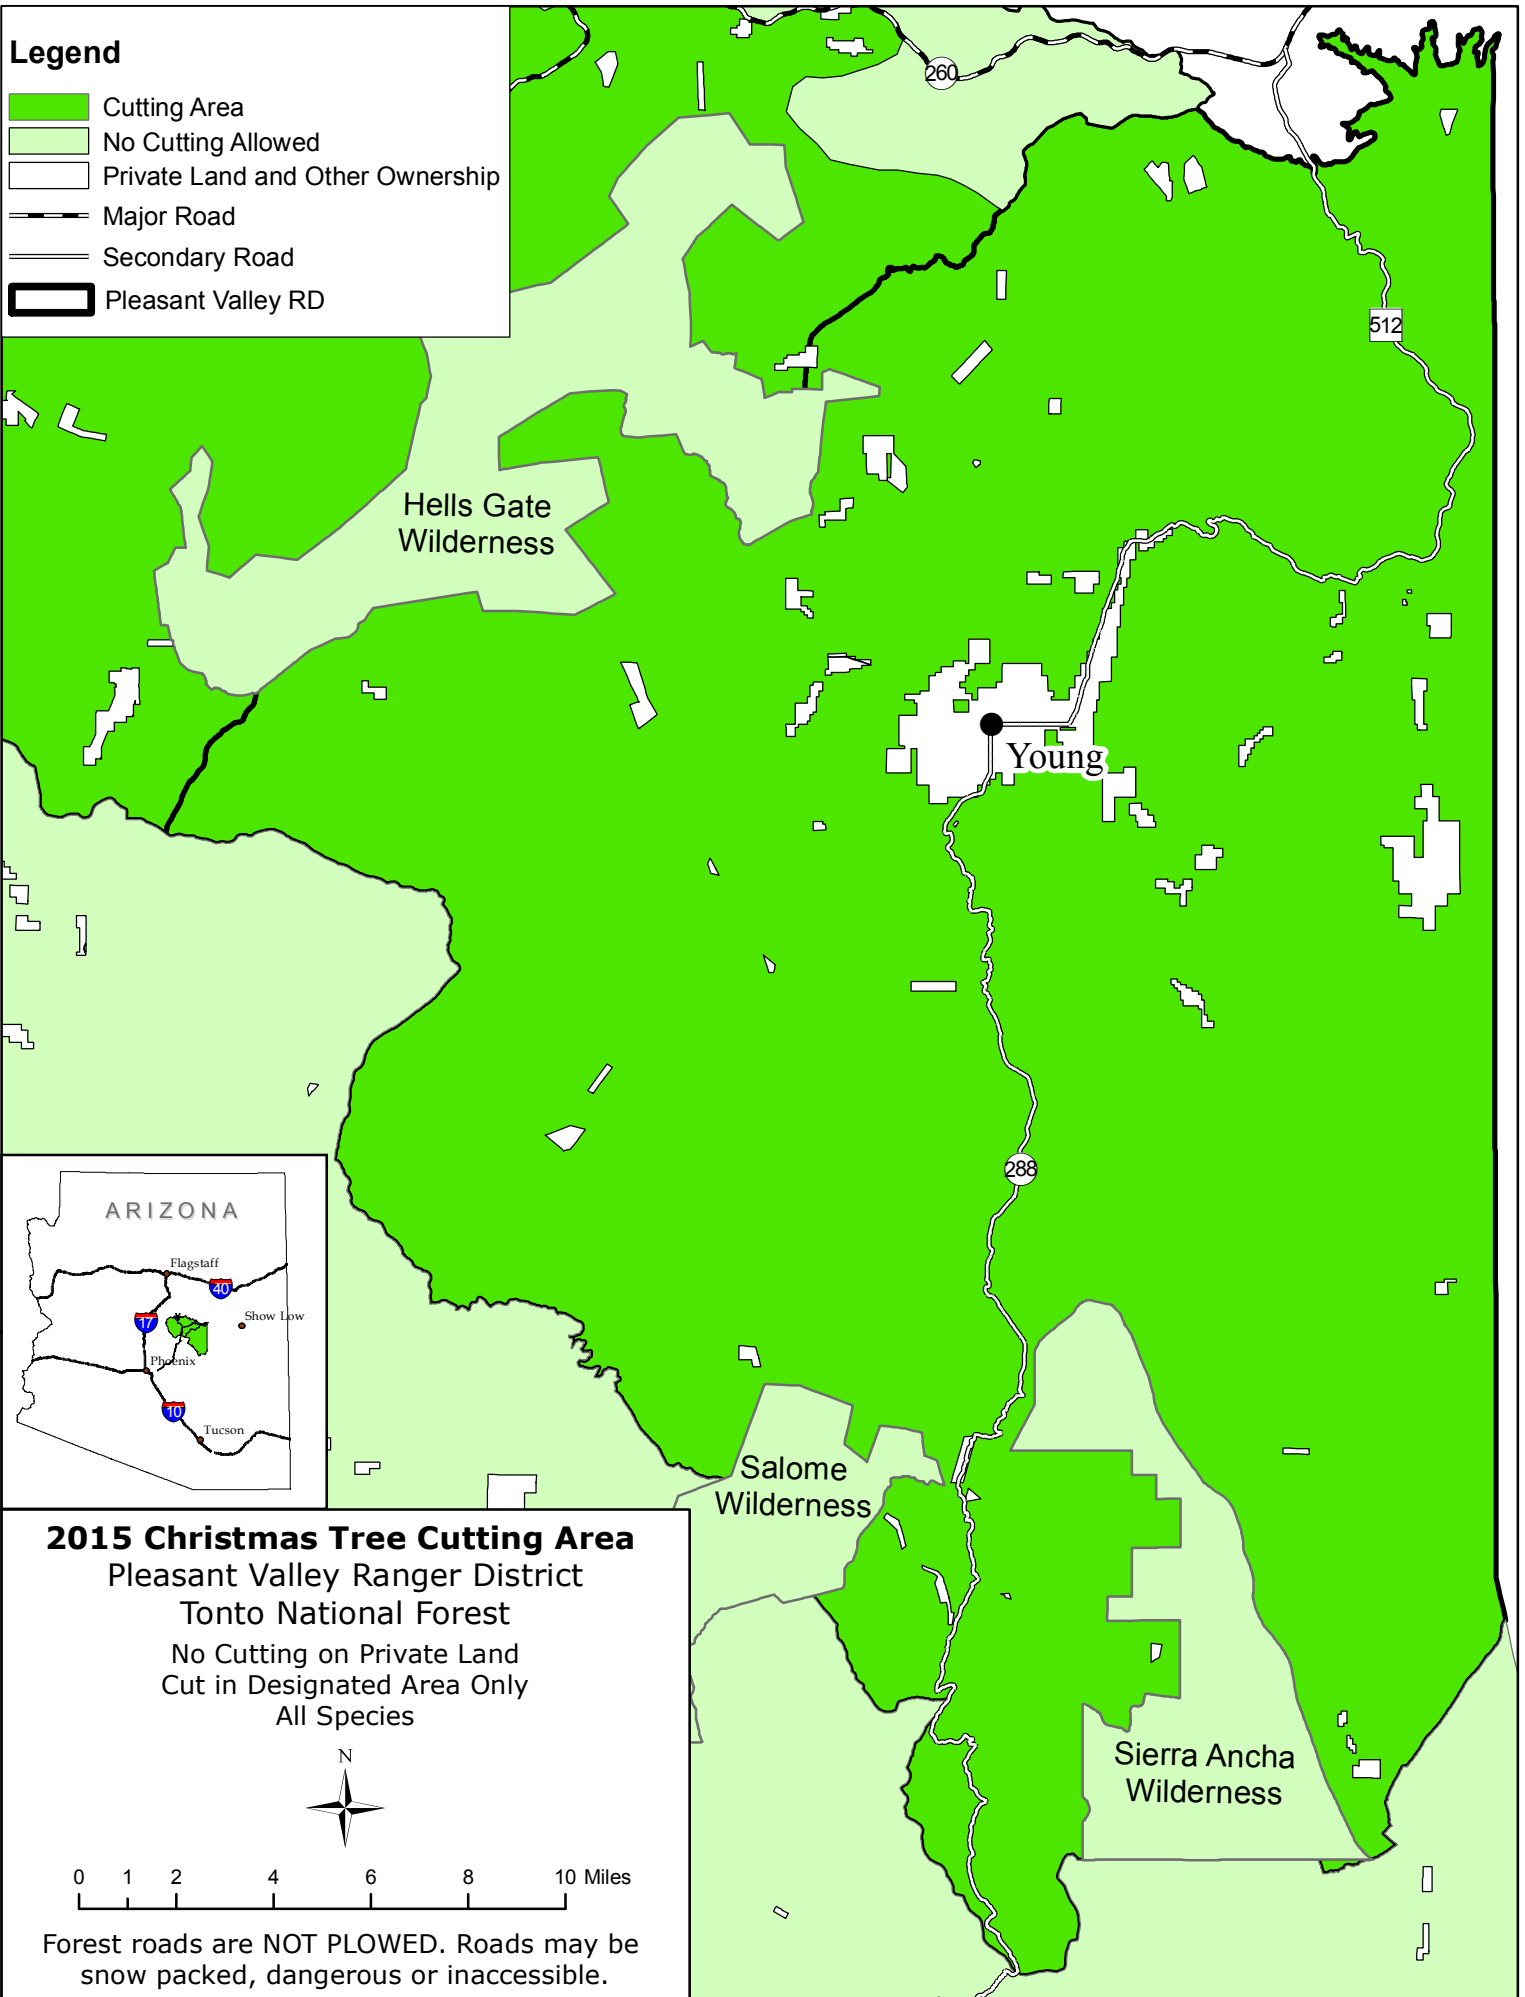 Legend
Cutting Area
No Cutting Allowed
Private Land and Other Ownership
Major Road
Secondary Road
Pleasant Valley RD
260
512
Hells Gate
Wilderness
Young
288
ARIZONA
Flagstaff
40
17
Show Low
Phoenix
10
Tucson
Salome
Wilderness
Sierra Ancha
Wilderness
2015 Christmas Tree Cutting Area
Pleasant Valley Ranger District
Tonto National Forest
No Cutting on Private Land
Cut in Designated Area Only
All Species
N
0 1 2 4 6 8 10 Miles
Forest roads are NOT PLOWED. Roads may be
snow packed, dangerous or inaccessible.